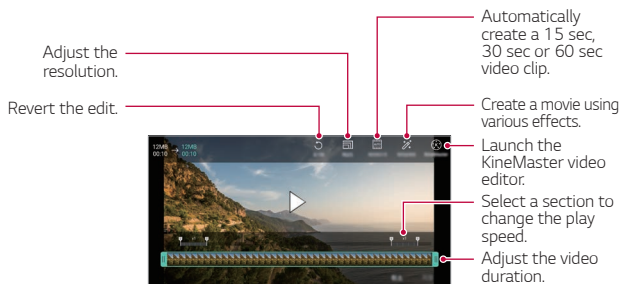 Automatically
create a 15 sec,
30 sec or 60 sec
video clip.
Adjust the
resolution.
Revert the edit.
Create a movie using
various effects.
Launch the
KineMaster video
editor.
Select a section to
change the play
speed.
Adjust the video
duration.
12MB
00:10
12MB
00:10